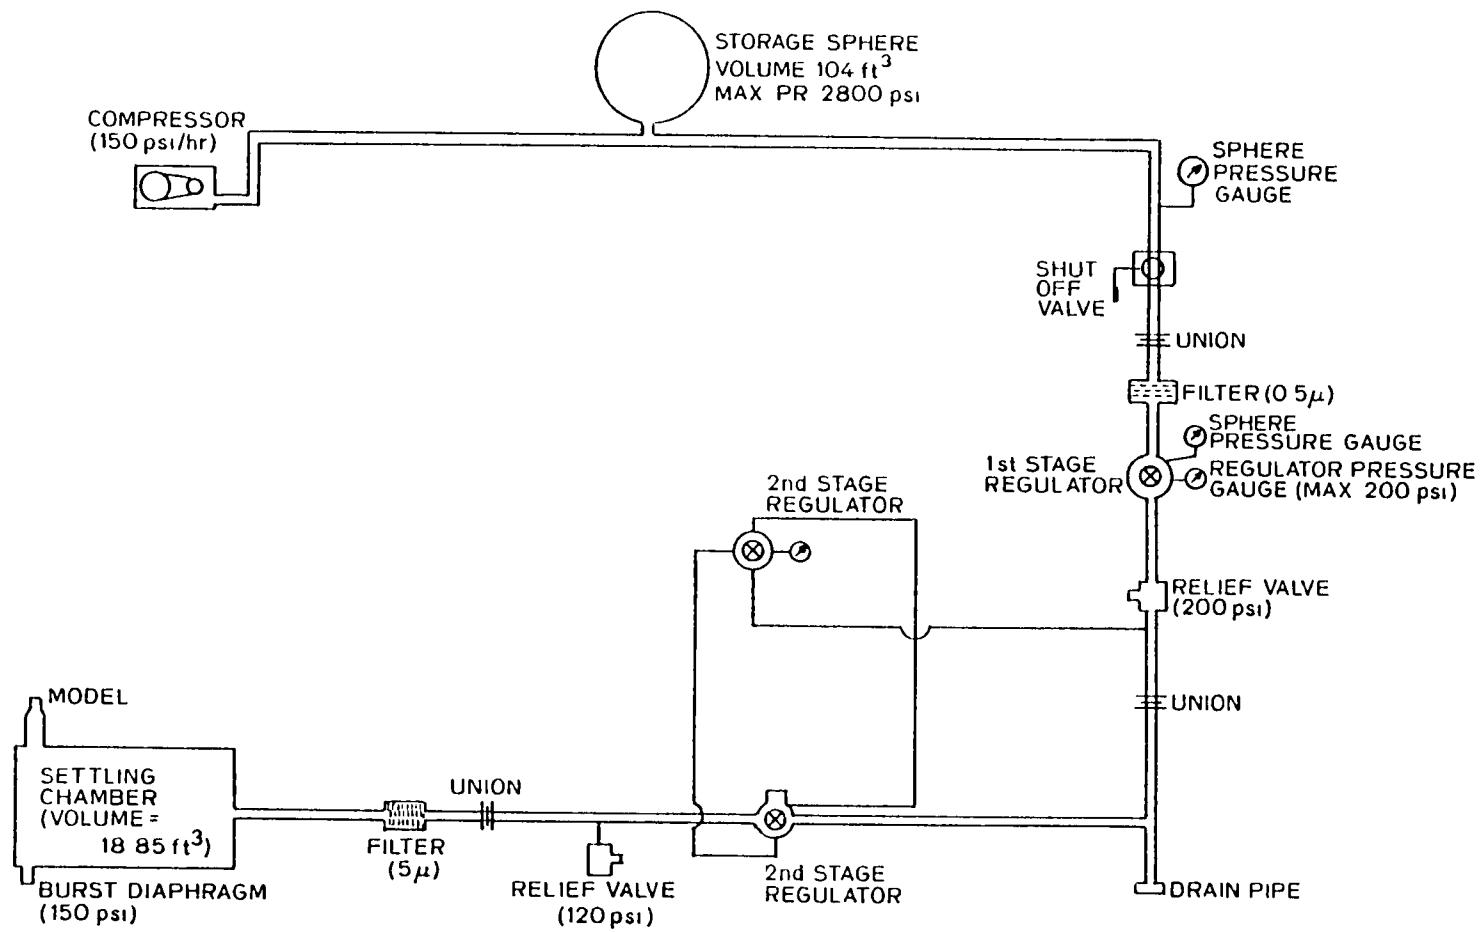 STORAGE SPHERE
VOLUME 104 ft³
MAX PR 2800 psi
COMPRESSOR
(150 psi/hr)
SPHERE
PRESSURE
GAUGE
SHUT
OFF
VALVE
UNION
FILTER (0 5μ)
SPHERE
PRESSURE GAUGE
1st STAGE
REGULATOR
REGULATOR PRESSURE
GAUGE (MAX 200 psi)
2nd STAGE
REGULATOR
RELIEF VALVE
(200 psi)
UNION
MODEL
SETTLING
CHAMBER
(VOLUME =
18 85 ft³)
UNION
FILTER
(5μ)
BURST DIAPHRAGM
(150 psi)
RELIEF VALVE
(120 psi)
2nd STAGE
REGULATOR
DRAIN PIPE